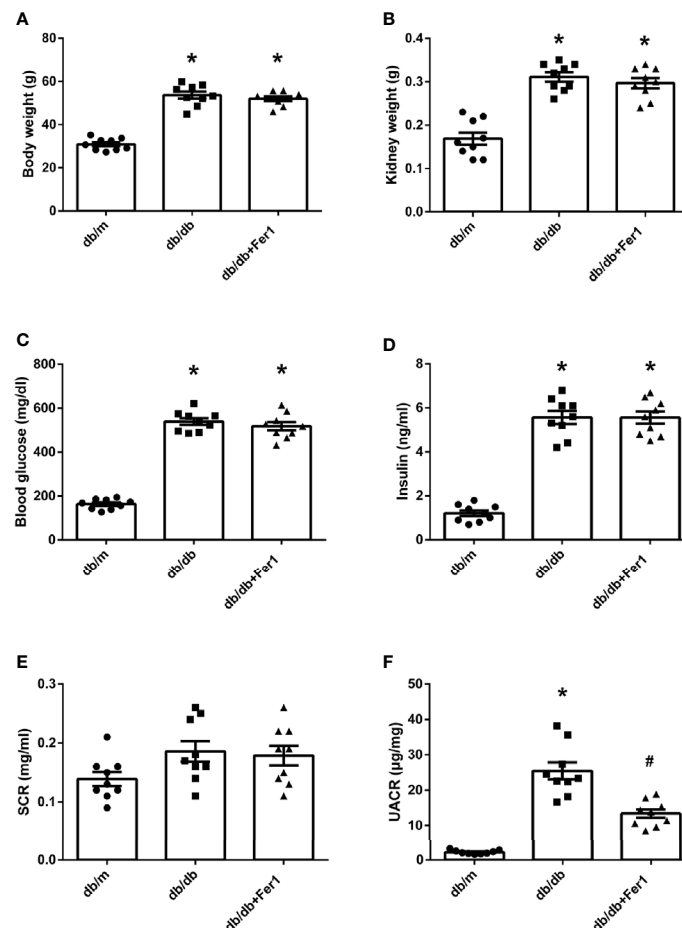 A
Body weight (g)
80
60
40
20
0
*
*
db/m
db/db
db/db+Fer1
B
Kidney weight (g)
0.4
0.3
0.2
0.1
0.0
*
*
db/m
db/db
db/db+Fer1
C
Blood glucose (mg/dl)
800
600
400
200
0
*
*
db/m
db/db
db/db+Fer1
D
Insulin (ng/ml)
8
6
4
2
0
*
*
db/m
db/db
db/db+Fer1
E
SCR (mg/ml)
0.3
0.2
0.1
0.0
db/m
db/db
db/db+Fer1
F
UACR (μg/mg)
50
40
30
20
10
0
*
#
db/m
db/db
db/db+Fer1